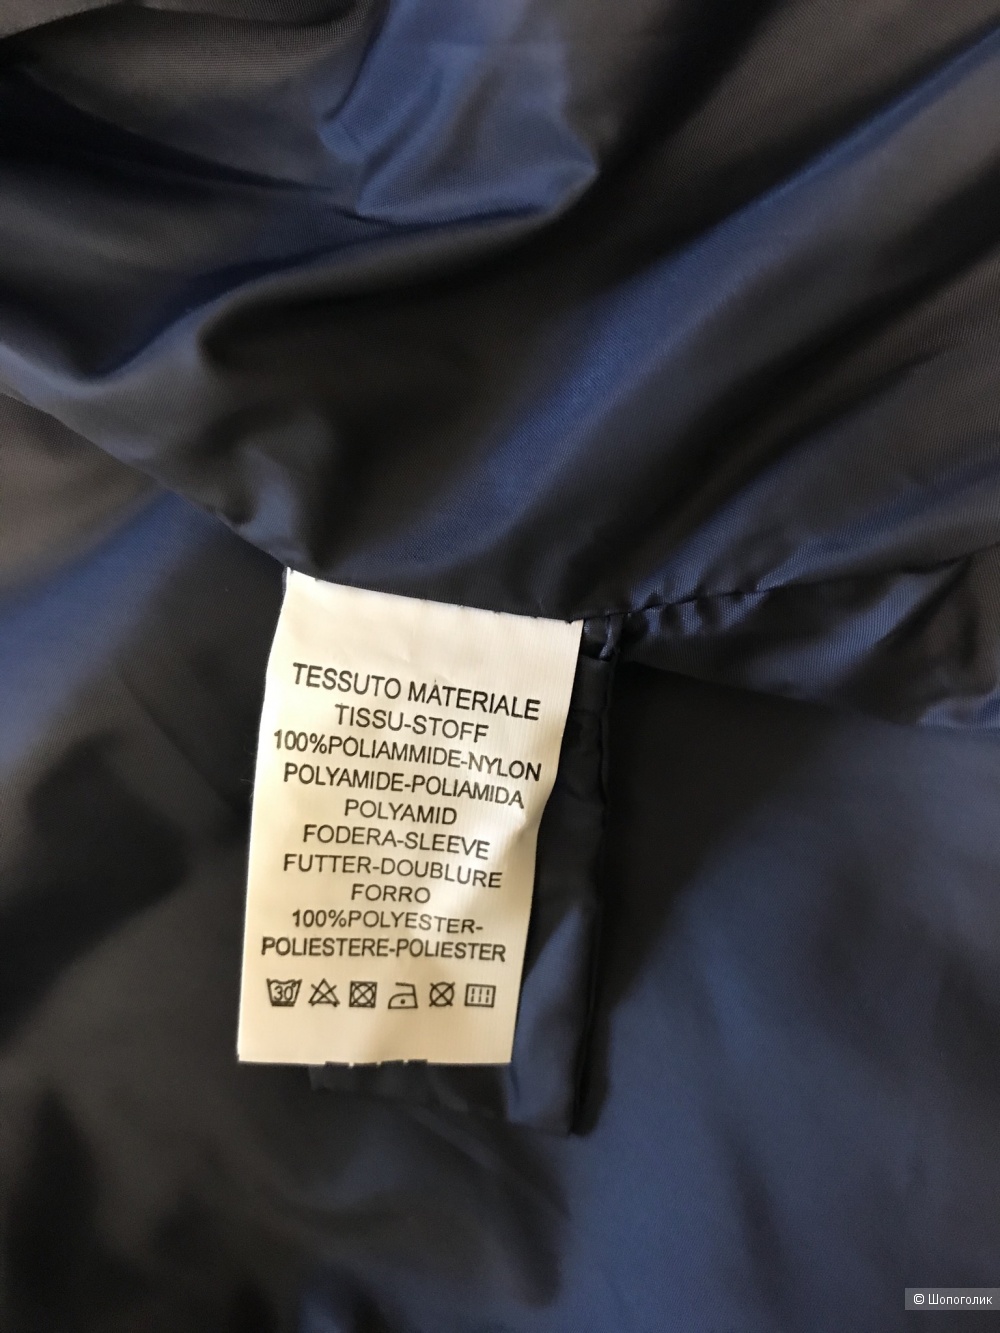 TESSUTO MATERIALE
TISSU-STOFF
100%POLIAMMIDE-NYLON
POLYAMIDE-POLIAMIDA
POLYAMID
FODERA-SLEEVE
FUTTER-DOUBLURE
FORRO
100%POLYESTER-
POLIESTERE-POLIESTER
30
© Шопоголик